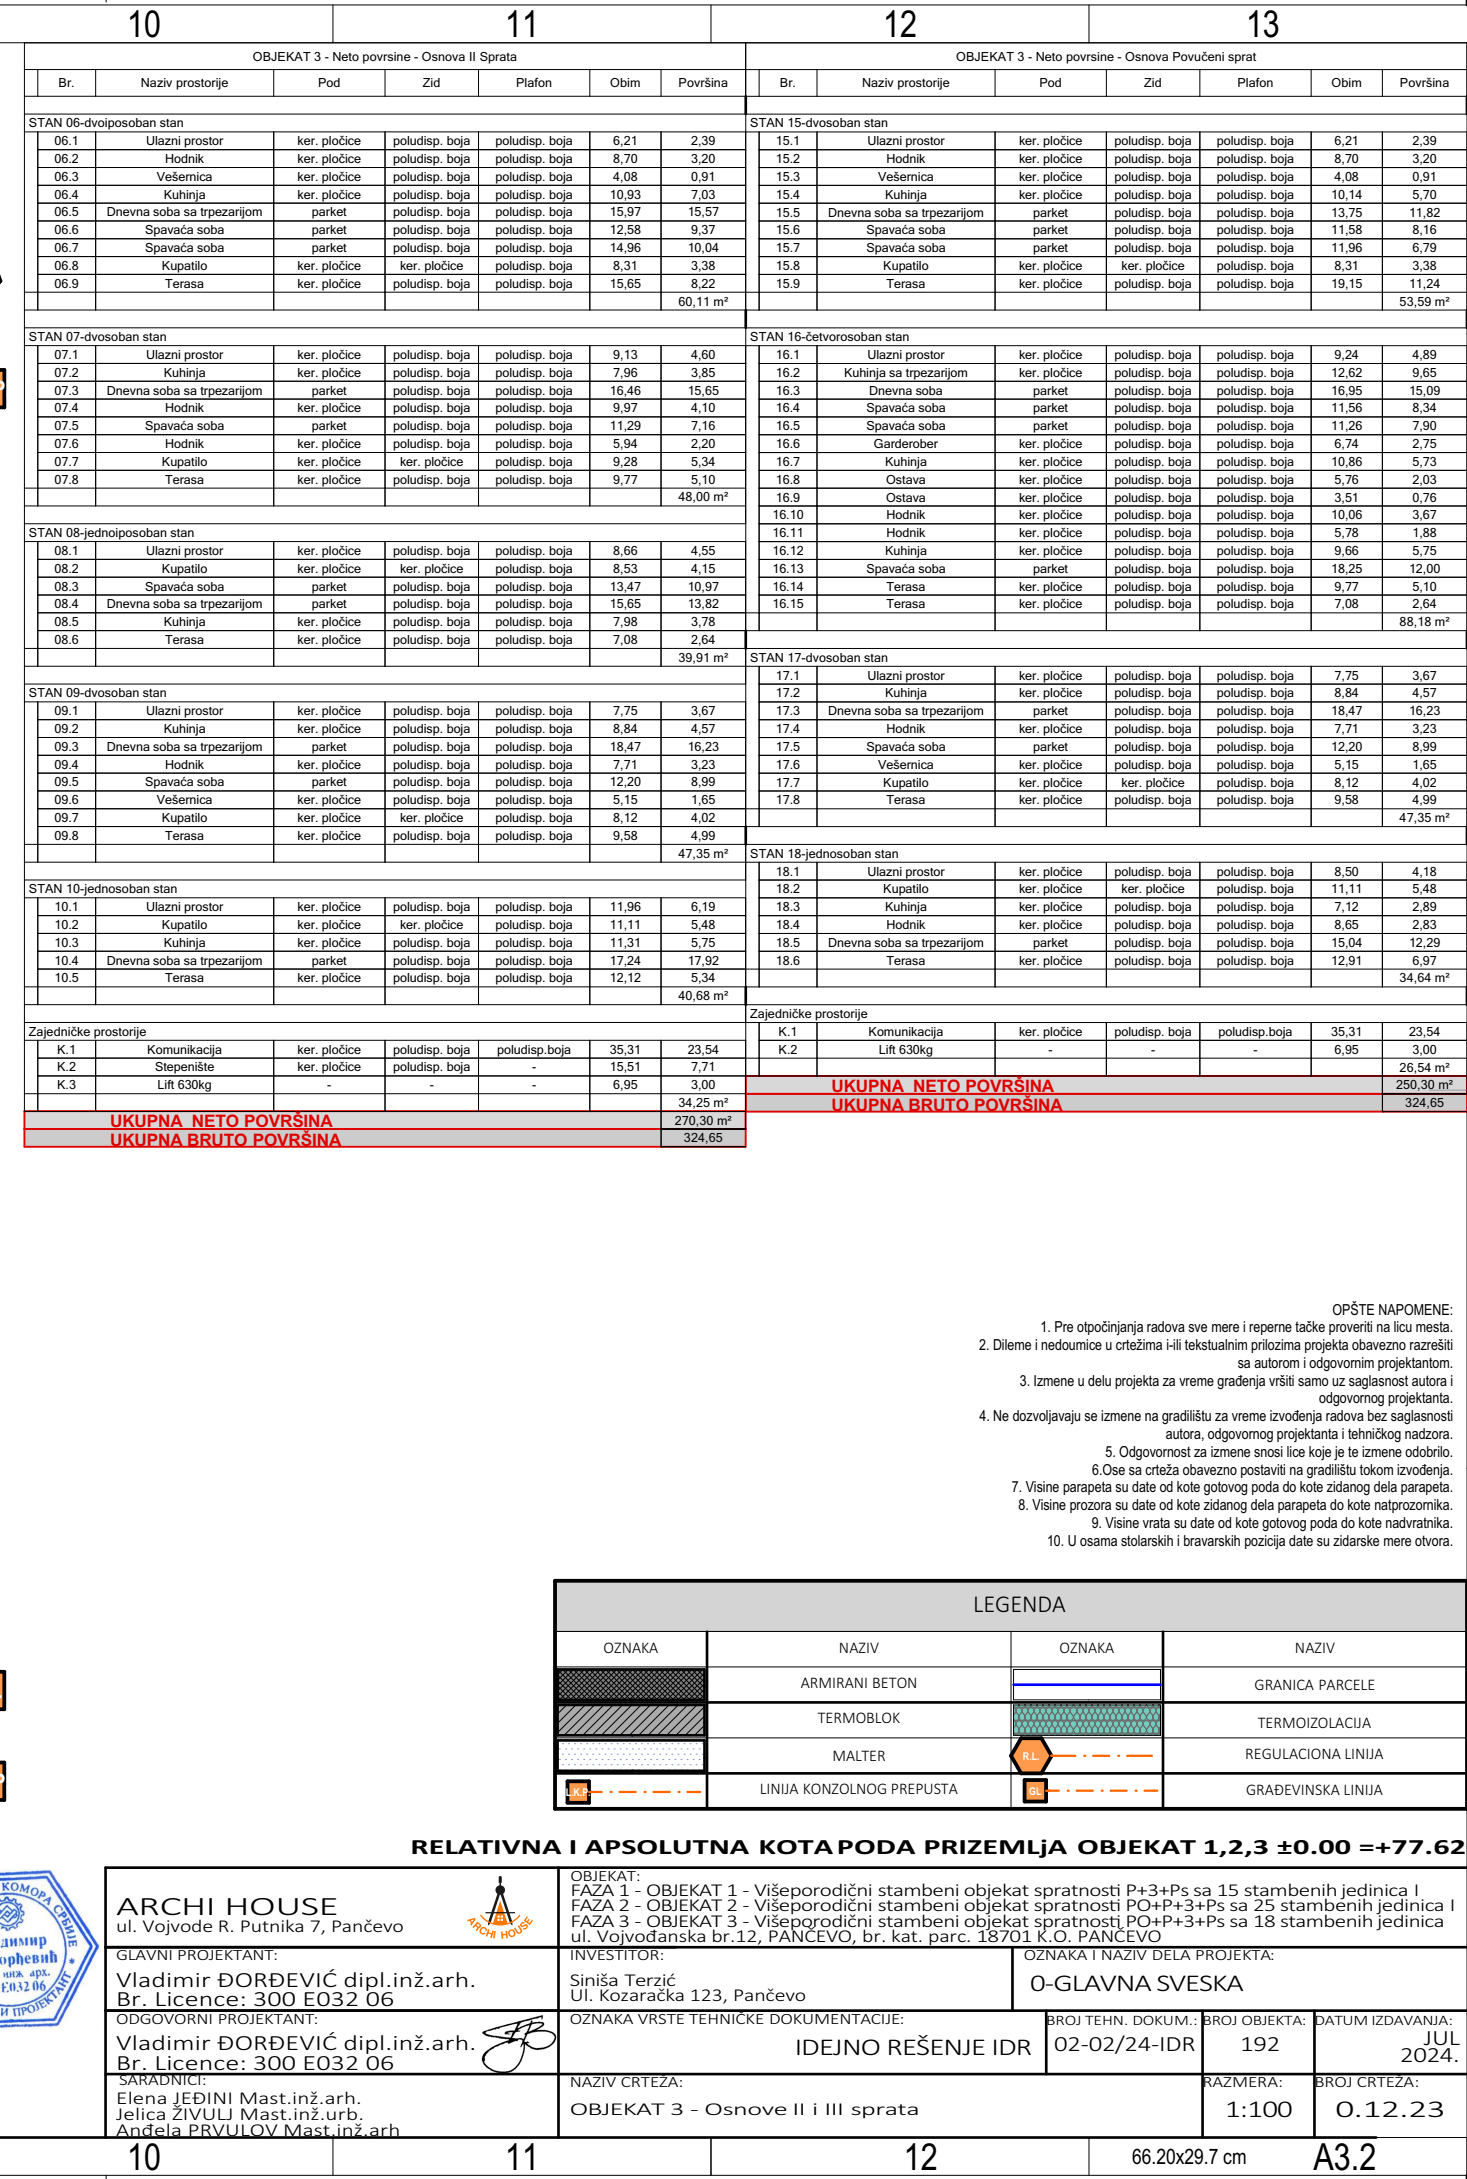 10 11 12 13
OBJEKAT 3 - Neto povrsine - Osnova II Sprata
Br. Naziv prostorije Pod Zid Plafon Obim Površina
STAN 06-dvoiposoban stan
06.1 Ulazni prostor ker. pločice poludisp. boja poludisp. boja 6,21 2,39
06.2 Hodnik ker. pločice poludisp. boja poludisp. boja 8,70 3,20
06.3 Vešernica ker. pločice poludisp. boja poludisp. boja 4,08 0,91
06.4 Kuhinja ker. pločice poludisp. boja poludisp. boja 10,93 7,03
06.5 Dnevna soba sa trpezarijom parket poludisp. boja poludisp. boja 15,97 15,57
06.6 Spavaća soba parket poludisp. boja poludisp. boja 12,58 9,37
06.7 Spavaća soba parket poludisp. boja poludisp. boja 14,96 10,04
06.8 Kupatilo ker. pločice ker. pločice poludisp. boja 8,31 3,38
06.9 Terasa ker. pločice poludisp. boja poludisp. boja 15,65 8,22
60,11 m²
STAN 07-dvosoban stan
07.1 Ulazni prostor ker. pločice poludisp. boja poludisp. boja 9,13 4,60
07.2 Kuhinja ker. pločice poludisp. boja poludisp. boja 7,96 3,85
07.3 Dnevna soba sa trpezarijom parket poludisp. boja poludisp. boja 16,46 15,65
07.4 Hodnik ker. pločice poludisp. boja poludisp. boja 9,97 4,10
07.5 Spavaća soba parket poludisp. boja poludisp. boja 11,29 7,16
07.6 Hodnik ker. pločice poludisp. boja poludisp. boja 5,94 2,20
07.7 Kupatilo ker. pločice ker. pločice poludisp. boja 9,28 5,34
07.8 Terasa ker. pločice poludisp. boja poludisp. boja 9,77 5,10
48,00 m²
STAN 08-jednoiposoban stan
08.1 Ulazni prostor ker. pločice poludisp. boja poludisp. boja 8,66 4,55
08.2 Kupatilo ker. pločice ker. pločice poludisp. boja 8,53 4,15
08.3 Spavaća soba parket poludisp. boja poludisp. boja 13,47 10,97
08.4 Dnevna soba sa trpezarijom parket poludisp. boja poludisp. boja 15,65 13,82
08.5 Kuhinja ker. pločice poludisp. boja poludisp. boja 7,98 3,78
08.6 Terasa ker. pločice poludisp. boja poludisp. boja 7,08 2,64
39,91 m²
STAN 09-dvosoban stan
09.1 Ulazni prostor ker. pločice poludisp. boja poludisp. boja 7,75 3,67
09.2 Kuhinja ker. pločice poludisp. boja poludisp. boja 8,84 4,57
09.3 Dnevna soba sa trpezarijom parket poludisp. boja poludisp. boja 18,47 16,23
09.4 Hodnik ker. pločice poludisp. boja poludisp. boja 7,71 3,23
09.5 Spavaća soba parket poludisp. boja poludisp. boja 12,20 8,99
09.6 Vešernica ker. pločice poludisp. boja poludisp. boja 5,15 1,65
09.7 Kupatilo ker. pločice ker. pločice poludisp. boja 8,12 4,02
09.8 Terasa ker. pločice poludisp. boja poludisp. boja 9,58 4,99
47,35 m²
STAN 10-jednosoban stan
10.1 Ulazni prostor ker. pločice poludisp. boja poludisp. boja 11,96 6,19
10.2 Kupatilo ker. pločice ker. pločice poludisp. boja 11,11 5,48
10.3 Kuhinja ker. pločice poludisp. boja poludisp. boja 11,31 5,75
10.4 Dnevna soba sa trpezarijom parket poludisp. boja poludisp. boja 17,24 17,92
10.5 Terasa ker. pločice poludisp. boja poludisp. boja 12,12 5,34
40,68 m²
Zajedničke prostorije
K.1 Komunikacija ker. pločice poludisp. boja poludisp.boja 35,31 23,54
K.2 Stepenište ker. pločice poludisp. boja - 15,51 7,71
K.3 Lift 630kg - - - 6,95 3,00
34,25 m²
UKUPNA NETO POVRŠINA 270,30 m²
UKUPNA BRUTO POVRŠINA 324,65
OBJEKAT 3 - Neto povrsine - Osnova Povučeni sprat
Br. Naziv prostorije Pod Zid Plafon Obim Površina
STAN 15-dvosoban stan
15.1 Ulazni prostor ker. pločice poludisp. boja poludisp. boja 6,21 2,39
15.2 Hodnik ker. pločice poludisp. boja poludisp. boja 8,70 3,20
15.3 Vešernica ker. pločice poludisp. boja poludisp. boja 4,08 0,91
15.4 Kuhinja ker. pločice poludisp. boja poludisp. boja 10,14 5,70
15.5 Dnevna soba sa trpezarijom parket poludisp. boja poludisp. boja 13,75 11,82
15.6 Spavaća soba parket poludisp. boja poludisp. boja 11,58 8,16
15.7 Spavaća soba parket poludisp. boja poludisp. boja 11,96 6,79
15.8 Kupatilo ker. pločice ker. pločice poludisp. boja 8,31 3,38
15.9 Terasa ker. pločice poludisp. boja poludisp. boja 19,15 11,24
53,59 m²
STAN 16-četvorosoban stan
16.1 Ulazni prostor ker. pločice poludisp. boja poludisp. boja 9,24 4,89
16.2 Kuhinja sa trpezarijom ker. pločice poludisp. boja poludisp. boja 12,62 9,65
16.3 Dnevna soba parket poludisp. boja poludisp. boja 16,95 15,09
16.4 Spavaća soba parket poludisp. boja poludisp. boja 11,56 8,34
16.5 Spavaća soba parket poludisp. boja poludisp. boja 11,26 7,90
16.6 Garderober ker. pločice poludisp. boja poludisp. boja 6,74 2,75
16.7 Kuhinja ker. pločice poludisp. boja poludisp. boja 10,86 5,73
16.8 Ostava ker. pločice poludisp. boja poludisp. boja 5,76 2,03
16.9 Ostava ker. pločice poludisp. boja poludisp. boja 3,51 0,76
16.10 Hodnik ker. pločice poludisp. boja poludisp. boja 10,06 3,67
16.11 Hodnik ker. pločice poludisp. boja poludisp. boja 5,78 1,88
16.12 Kuhinja ker. pločice poludisp. boja poludisp. boja 9,66 5,75
16.13 Spavaća soba parket poludisp. boja poludisp. boja 18,25 12,00
16.14 Terasa ker. pločice poludisp. boja poludisp. boja 9,77 5,10
16.15 Terasa ker. pločice poludisp. boja poludisp. boja 7,08 2,64
88,18 m²
STAN 17-dvosoban stan
17.1 Ulazni prostor ker. pločice poludisp. boja poludisp. boja 7,75 3,67
17.2 Kuhinja ker. pločice poludisp. boja poludisp. boja 8,84 4,57
17.3 Dnevna soba sa trpezarijom parket poludisp. boja poludisp. boja 18,47 16,23
17.4 Hodnik ker. pločice poludisp. boja poludisp. boja 7,71 3,23
17.5 Spavaća soba parket poludisp. boja poludisp. boja 12,20 8,99
17.6 Vešernica ker. pločice poludisp. boja poludisp. boja 5,15 1,65
17.7 Kupatilo ker. pločice ker. pločice poludisp. boja 8,12 4,02
17.8 Terasa ker. pločice poludisp. boja poludisp. boja 9,58 4,99
47,35 m²
STAN 18-jednosoban stan
18.1 Ulazni prostor ker. pločice poludisp. boja poludisp. boja 8,50 4,18
18.2 Kupatilo ker. pločice ker. pločice poludisp. boja 11,11 5,48
18.3 Kuhinja ker. pločice poludisp. boja poludisp. boja 7,12 2,89
18.4 Hodnik ker. pločice poludisp. boja poludisp. boja 8,65 2,83
18.5 Dnevna soba sa trpezarijom parket poludisp. boja poludisp. boja 15,04 12,29
18.6 Terasa ker. pločice poludisp. boja poludisp. boja 12,91 6,97
34,64 m²
Zajedničke prostorije
K.1 Komunikacija ker. pločice poludisp. boja poludisp.boja 35,31 23,54
K.2 Lift 630kg - - - 6,95 3,00
26,54 m²
UKUPNA NETO POVRŠINA 250,30 m²
UKUPNA BRUTO POVRŠINA 324,65
OPŠTE NAPOMENE:
1. Pre otpočinjanja radova sve mere i reperne tačke proveriti na licu mesta.
2. Dileme i nedoumice u crtežima i-ili tekstualnim prilozima projekta obavezno razrešiti
sa autorom i odgovornim projektantom.
3. Izmene u delu projekta za vreme građenja vršiti samo uz saglasnost autora i
odgovornog projektanta.
4. Ne dozvoljavaju se izmene na gradilištu za vreme izvođenja radova bez saglasnosti
autora, odgovornog projektanta i tehničkog nadzora.
5. Odgovornost za izmene snosi lice koje je te izmene odobrilo.
6.Ose sa crteža obavezno postaviti na gradilištu tokom izvođenja.
7. Visine parapeta su date od kote gotovog poda do kote zidanog dela parapeta.
8. Visine prozora su date od kote zidanog dela parapeta do kote natprozornika.
9. Visine vrata su date od kote gotovog poda do kote nadvratnika.
10. U osama stolarskih i bravarskih pozicija date su zidarske mere otvora.
LEGENDA
OZNAKA NAZIV OZNAKA NAZIV
ARMIRANI BETON GRANICA PARCELE
TERMOBLOK TERMOIZOLACIJA
MALTER R.L. REGULACIONA LINIJA
L.K.P. LINIJA KONZOLNOG PREPUSTA GL GRAĐEVINSKA LINIJA
RELATIVNA I APSOLUTNA KOTA PODA PRIZEMLjA OBJEKAT 1,2,3 ±0.00 =+77.62
ARCHI HOUSE
ul. Vojvode R. Putnika 7, Pančevo
ARCHI HOUSE
OBJEKAT:
FAZA 1 - OBJEKAT 1 - Višeporodični stambeni objekat spratnosti P+3+Ps sa 15 stambenih jedinica I
FAZA 2 - OBJEKAT 2 - Višeporodični stambeni objekat spratnosti PO+P+3+Ps sa 25 stambenih jedinica I
FAZA 3 - OBJEKAT 3 - Višeporodični stambeni objekat spratnosti PO+P+3+Ps sa 18 stambenih jedinica
ul. Vojvođanska br.12, PANČEVO, br. kat. parc. 18701 K.O. PANČEVO
GLAVNI PROJEKTANT:
Vladimir ĐORĐEVIĆ dipl.inž.arh.
Br. Licence: 300 E032 06
INVESTITOR:
Siniša Terzić
Ul. Kozaračka 123, Pančevo
OZNAKA I NAZIV DELA PROJEKTA:
0-GLAVNA SVESKA
ODGOVORNI PROJEKTANT:
Vladimir ĐORĐEVIĆ dipl.inž.arh.
Br. Licence: 300 E032 06
OZNAKA VRSTE TEHNIČKE DOKUMENTACIJE:
IDEJNO REŠENJE IDR
BROJ TEHN. DOKUM.:
02-02/24-IDR
BROJ OBJEKTA:
192
DATUM IZDAVANJA:
JUL
2024.
SARADNICI:
Elena JEĐINI Mast.inž.arh.
Jelica ŽIVULJ Mast.inž.urb.
Anđela PRVULOV Mast.inž.arh
NAZIV CRTEŽA:
OBJEKAT 3 - Osnove II i III sprata
RAZMERA:
1:100
BROJ CRTEŽA:
0.12.23
10 11 12 66.20x29.7 cm A3.2